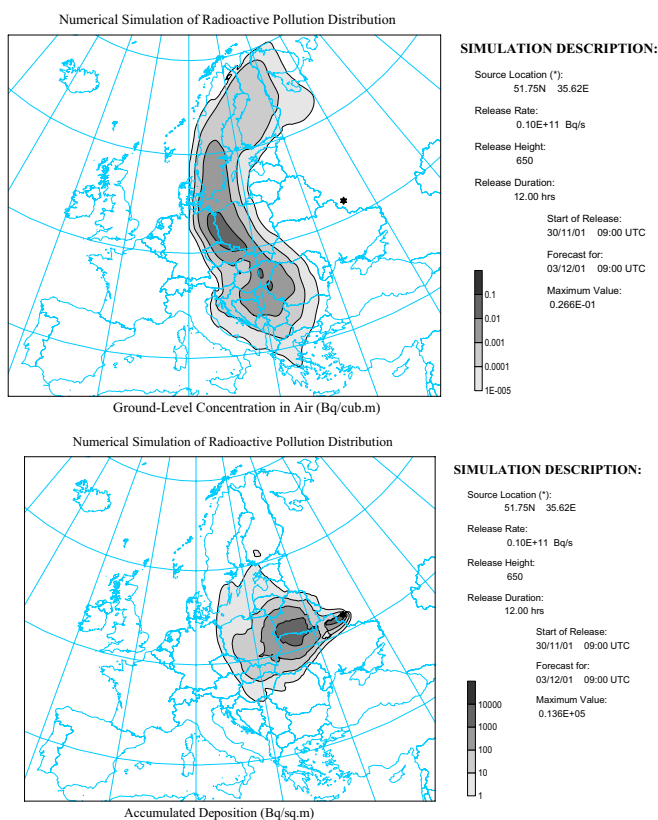 Numerical Simulation of Radioactive Pollution Distribution
SIMULATION DESCRIPTION:
Source Location (*):
51.75N 35.62E
Release Rate:
0.10E+11 Bq/s
Release Height:
650
Release Duration:
12.00 hrs
Start of Release:
30/11/01 09:00 UTC
Forecast for:
03/12/01 09:00 UTC
Maximum Value:
0.266E-01
0.1
0.01
0.001
0.0001
1E-005
Ground-Level Concentration in Air (Bq/cub.m)
Numerical Simulation of Radioactive Pollution Distribution
SIMULATION DESCRIPTION:
Source Location (*):
51.75N 35.62E
Release Rate:
0.10E+11 Bq/s
Release Height:
650
Release Duration:
12.00 hrs
Start of Release:
30/11/01 09:00 UTC
Forecast for:
03/12/01 09:00 UTC
Maximum Value:
0.136E+05
10000
1000
100
10
1
Accumulated Deposition (Bq/sq.m)